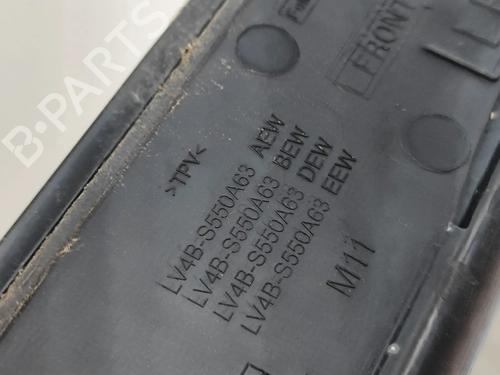 B-PARTS
FRONT
>TPV<
LV4B-S550A63 AEW
LV4B-S550A63 BEW
LV4B-S550A63 DEW
LV4B-S550A63 EEW
M11